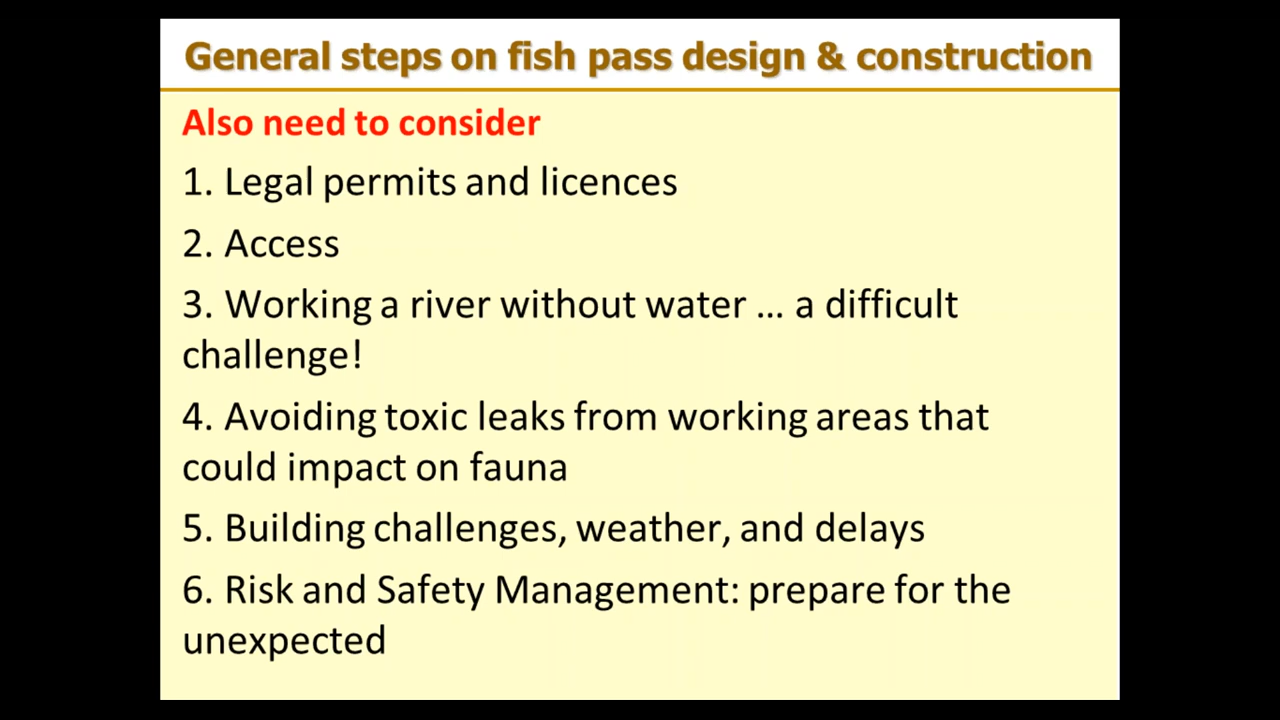 General steps on fish pass design & construction
Also need to consider
1. Legal permits and licences
2. Access
3. Working a river without water ... a difficult
challenge!
4. Avoiding toxic leaks from working areas that
could impact on fauna
5. Building challenges, weather, and delays
6. Risk and Safety Management: prepare for the
unexpected